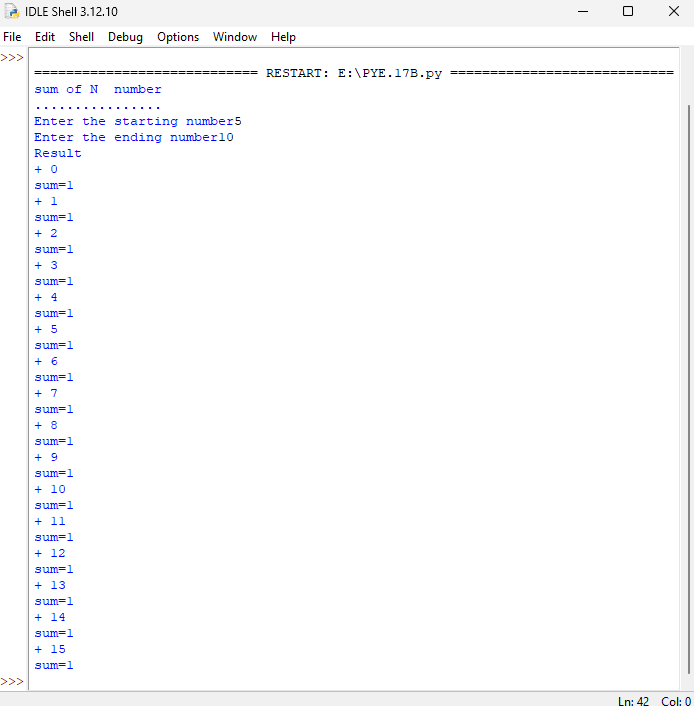 IDLE Shell 3.12.10
File Edit Shell Debug Options Window Help
>>>
============================ RESTART: E:\PYE.17B.py ============================
sum of N  number
................
Enter the starting number5
Enter the ending number10
Result
+ 0
sum=1
+ 1
sum=1
+ 2
sum=1
+ 3
sum=1
+ 4
sum=1
+ 5
sum=1
+ 6
sum=1
+ 7
sum=1
+ 8
sum=1
+ 9
sum=1
+ 10
sum=1
+ 11
sum=1
+ 12
sum=1
+ 13
sum=1
+ 14
sum=1
+ 15
sum=1
>>>
Ln: 42 Col: 0